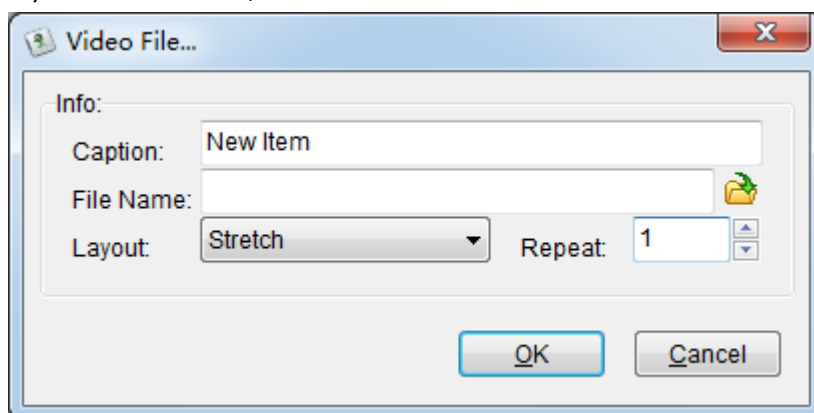 Video File...
Info:
Caption: New Item
File Name:
Layout: Stretch Repeat: 1
OK Cancel